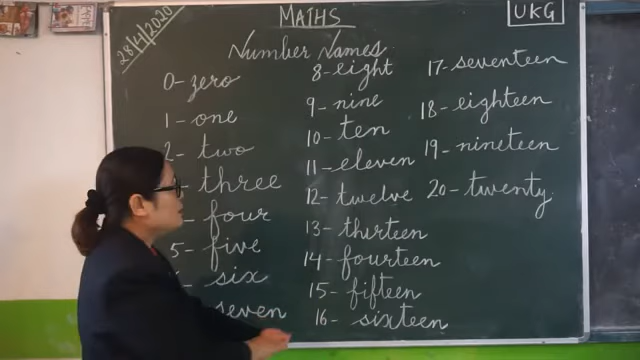 28/4/2020
MATHS
UKG
Number Names
0- zero
1- one
2- two
- three
- four
5- five
- six
seven
8- eight
9- nine
10- ten
11- eleven
12- twelve
13- thirteen
14- fourteen
15- fifteen
16- sixteen
17- seventeen
18- eighteen
19- nineteen
20- twenty